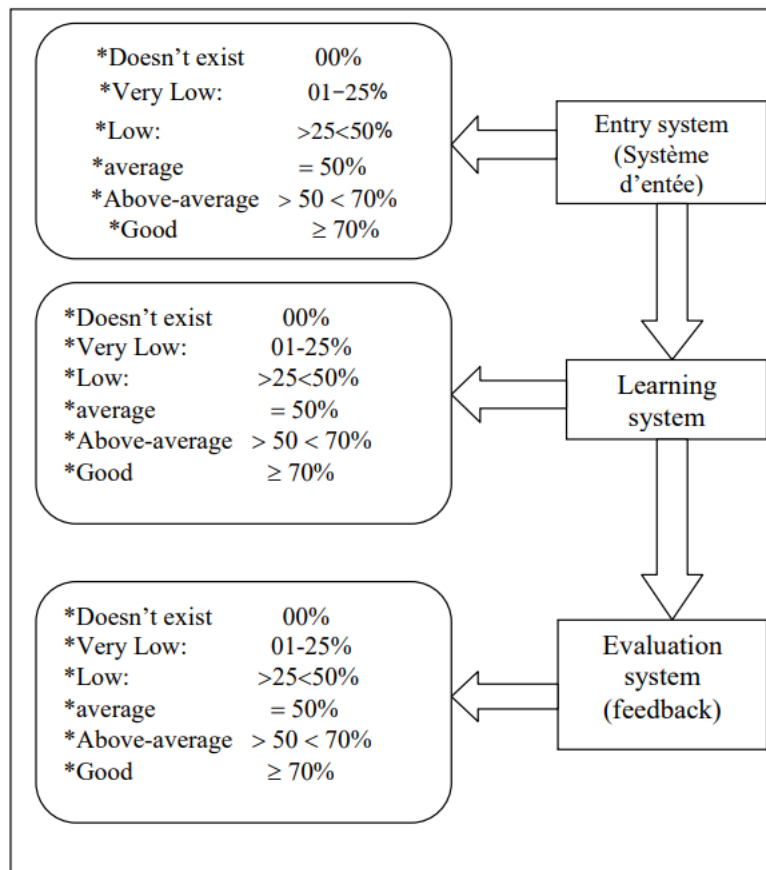 *Doesn't exist 00%
*Very Low: 01-25%
*Low: >25<50%
*average = 50%
*Above-average > 50 < 70%
*Good ≥ 70%
Entry system
(Système
d'entée)
*Doesn't exist 00%
*Very Low: 01-25%
*Low: >25<50%
*average = 50%
*Above-average > 50 < 70%
*Good ≥ 70%
Learning
system
*Doesn't exist 00%
*Very Low: 01-25%
*Low: >25<50%
*average = 50%
*Above-average > 50 < 70%
*Good ≥ 70%
Evaluation
system
(feedback)